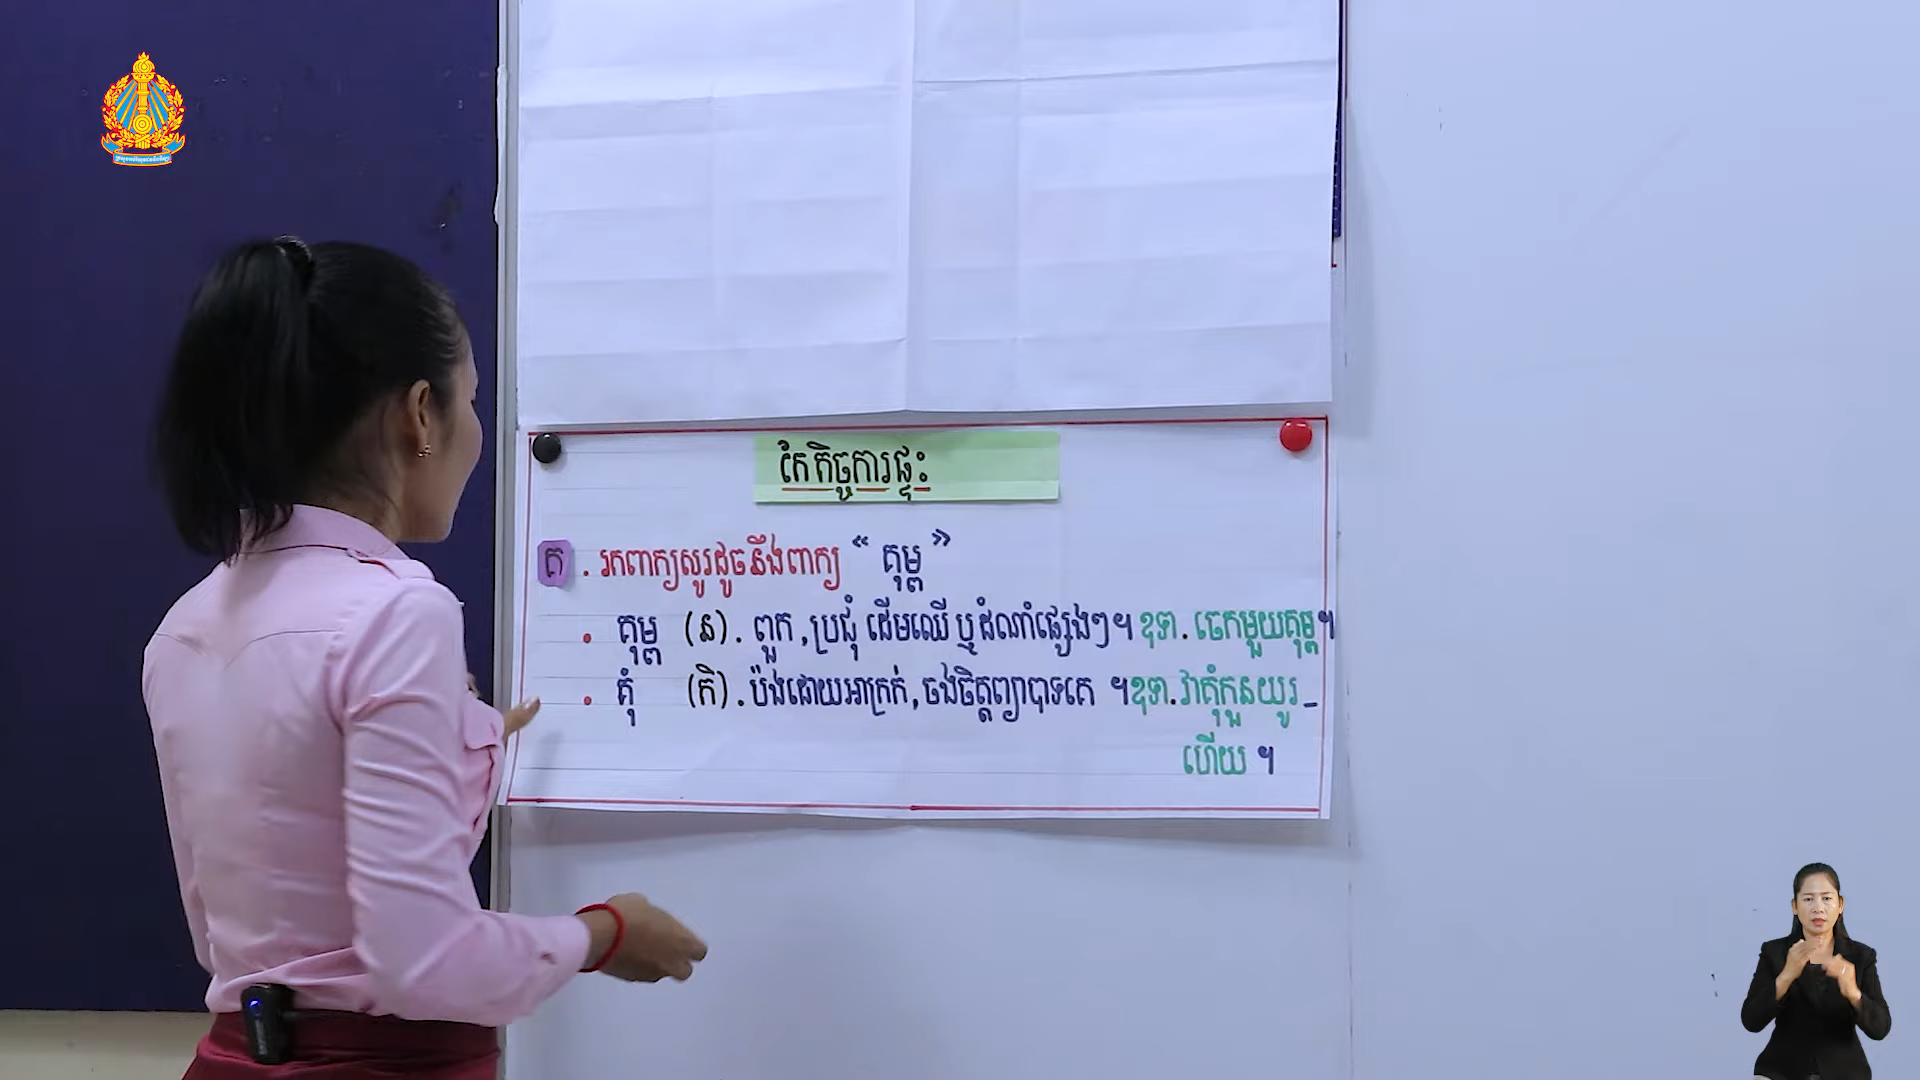 កែកិច្ចការផ្ទះ
គ . រកពាក្យសូរដូចនឹងពាក្យ “ គុម្ព ”
• គុម្ព (ន). ពួក , ប្រជុំ ដើមឈើ ឬ ដំណាំផ្សេងៗ។ ឧទា. ចេកមួយគុម្ព។
• គុំ (កិ). ប៉ងដោយអាក្រក់, ចងចិត្តព្យាបាទគេ ។ ឧទា. វាគុំកួនយូរ_
ហើយ ។